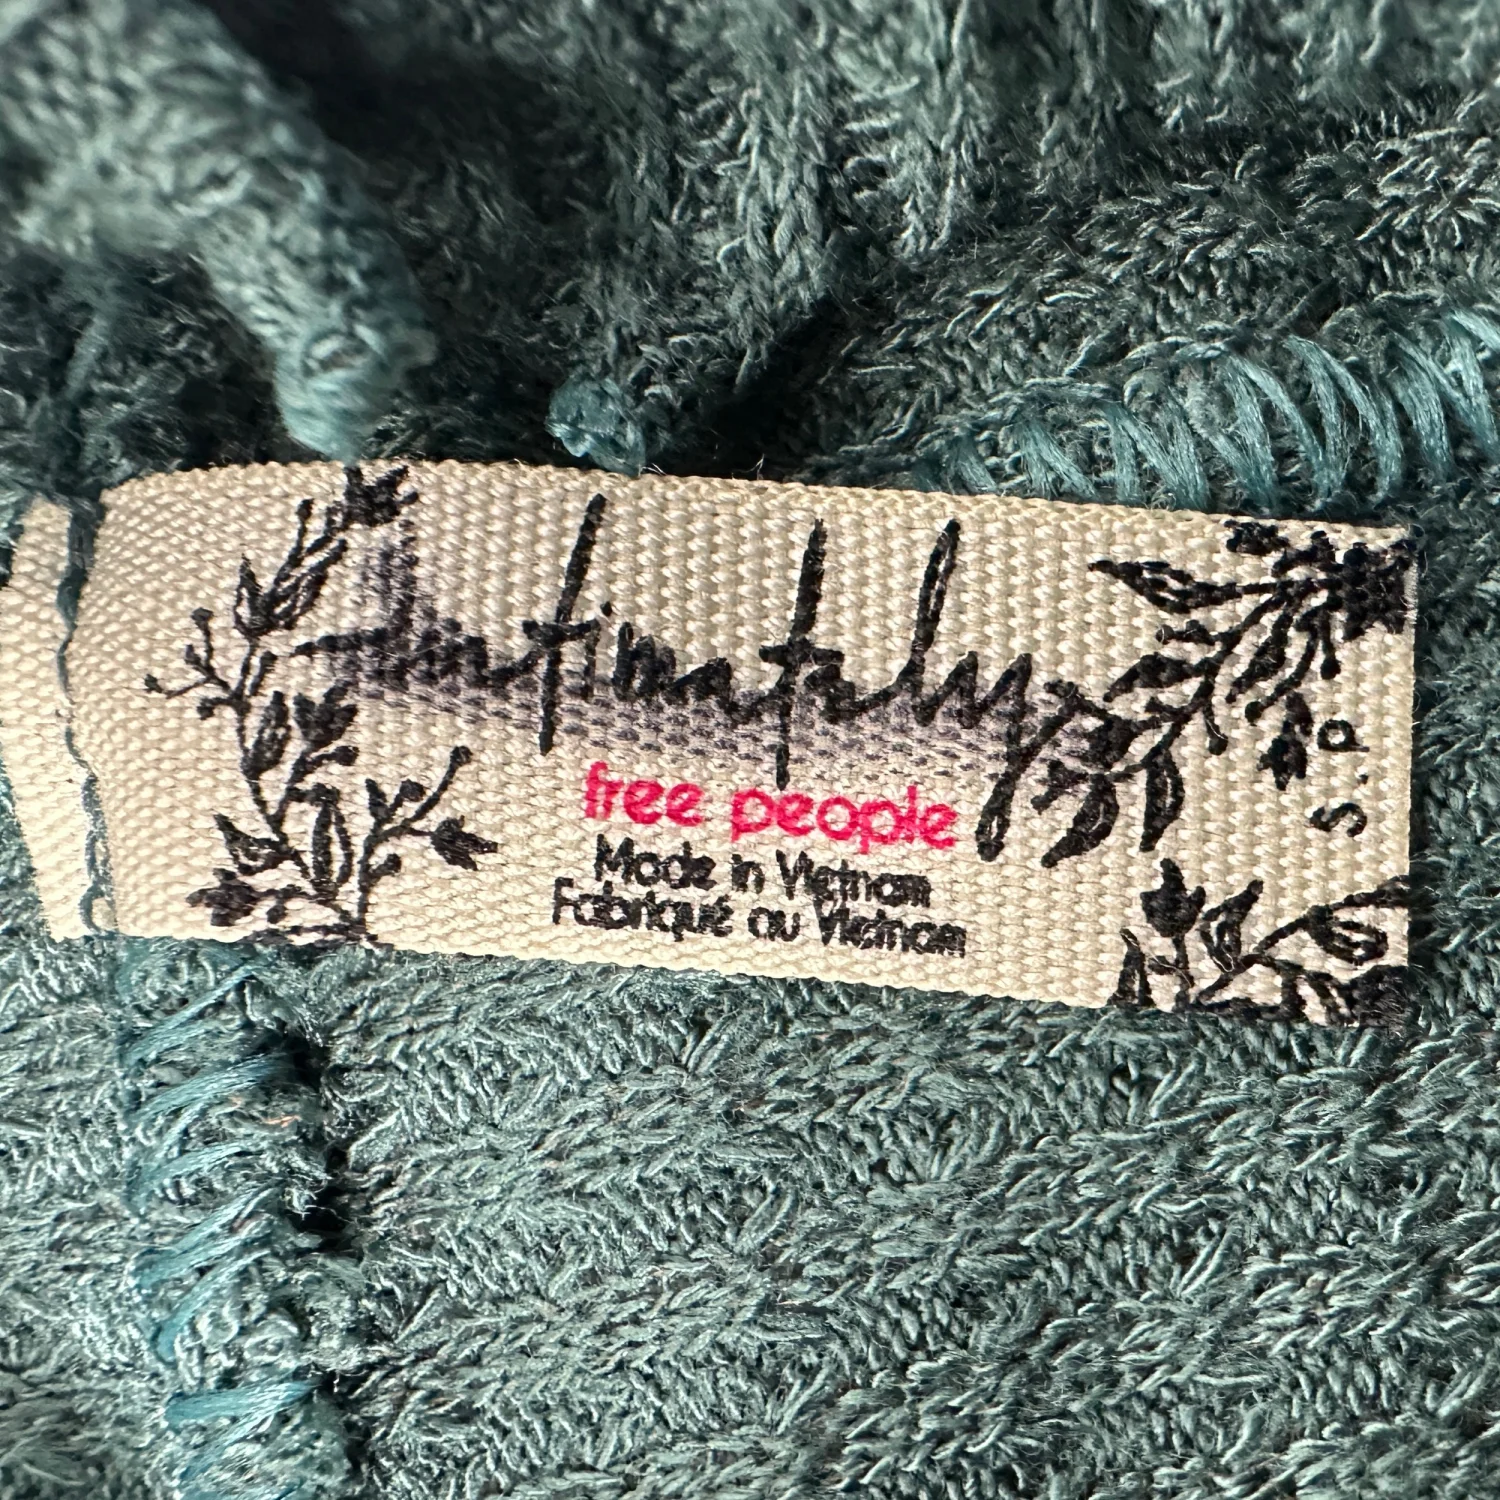 intimately
free people
Made in Vietnam
Fabriqué au Vietnam
S.P